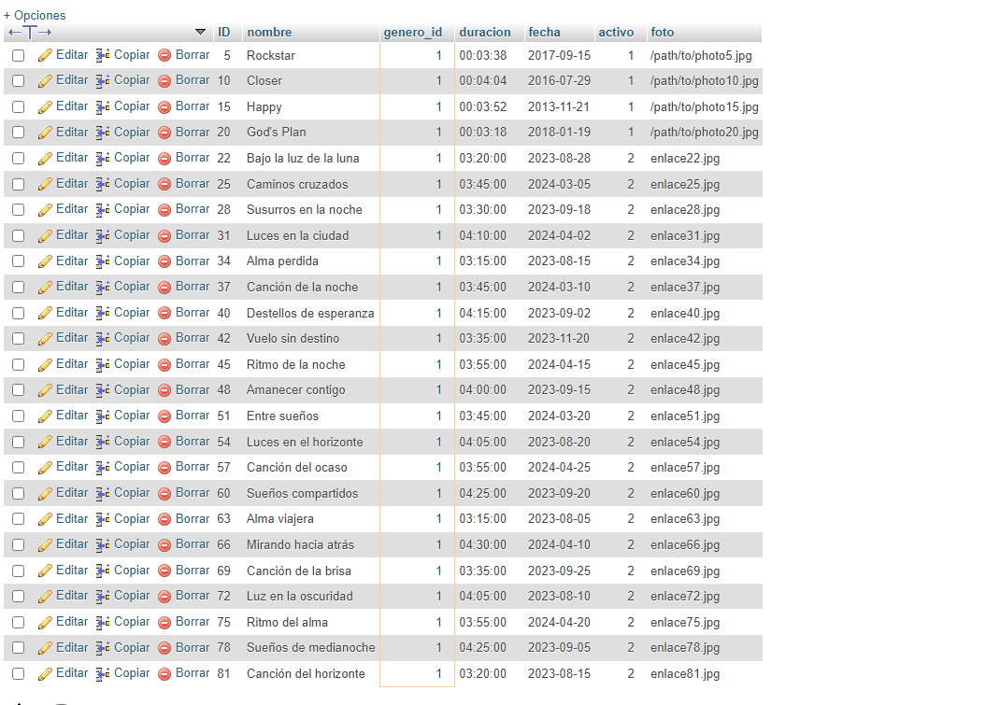 + Opciones
←T→ ID nombre genero_id duracion fecha activo foto
Editar Copiar Borrar 5 Rockstar 1 00:03:38 2017-09-15 1 /path/to/photo5.jpg
Editar Copiar Borrar 10 Closer 1 00:04:04 2016-07-29 1 /path/to/photo10.jpg
Editar Copiar Borrar 15 Happy 1 00:03:52 2013-11-21 1 /path/to/photo15.jpg
Editar Copiar Borrar 20 God's Plan 1 00:03:18 2018-01-19 1 /path/to/photo20.jpg
Editar Copiar Borrar 22 Bajo la luz de la luna 1 03:20:00 2023-08-28 2 enlace22.jpg
Editar Copiar Borrar 25 Caminos cruzados 1 03:45:00 2024-03-05 2 enlace25.jpg
Editar Copiar Borrar 28 Susurros en la noche 1 03:30:00 2023-09-18 2 enlace28.jpg
Editar Copiar Borrar 31 Luces en la ciudad 1 04:10:00 2024-04-02 2 enlace31.jpg
Editar Copiar Borrar 34 Alma perdida 1 03:15:00 2023-08-15 2 enlace34.jpg
Editar Copiar Borrar 37 Canción de la noche 1 03:45:00 2024-03-10 2 enlace37.jpg
Editar Copiar Borrar 40 Destellos de esperanza 1 04:15:00 2023-09-02 2 enlace40.jpg
Editar Copiar Borrar 42 Vuelo sin destino 1 03:35:00 2023-11-20 2 enlace42.jpg
Editar Copiar Borrar 45 Ritmo de la noche 1 03:55:00 2024-04-15 2 enlace45.jpg
Editar Copiar Borrar 48 Amanecer contigo 1 04:00:00 2023-09-15 2 enlace48.jpg
Editar Copiar Borrar 51 Entre sueños 1 03:45:00 2024-03-20 2 enlace51.jpg
Editar Copiar Borrar 54 Luces en el horizonte 1 04:05:00 2023-08-20 2 enlace54.jpg
Editar Copiar Borrar 57 Canción del ocaso 1 03:55:00 2024-04-25 2 enlace57.jpg
Editar Copiar Borrar 60 Sueños compartidos 1 04:25:00 2023-09-20 2 enlace60.jpg
Editar Copiar Borrar 63 Alma viajera 1 03:15:00 2023-08-05 2 enlace63.jpg
Editar Copiar Borrar 66 Mirando hacia atrás 1 04:30:00 2024-04-10 2 enlace66.jpg
Editar Copiar Borrar 69 Canción de la brisa 1 03:35:00 2023-09-25 2 enlace69.jpg
Editar Copiar Borrar 72 Luz en la oscuridad 1 04:05:00 2023-08-10 2 enlace72.jpg
Editar Copiar Borrar 75 Ritmo del alma 1 03:55:00 2024-04-20 2 enlace75.jpg
Editar Copiar Borrar 78 Sueños de medianoche 1 04:25:00 2023-09-05 2 enlace78.jpg
Editar Copiar Borrar 81 Canción del horizonte 1 03:20:00 2023-08-15 2 enlace81.jpg